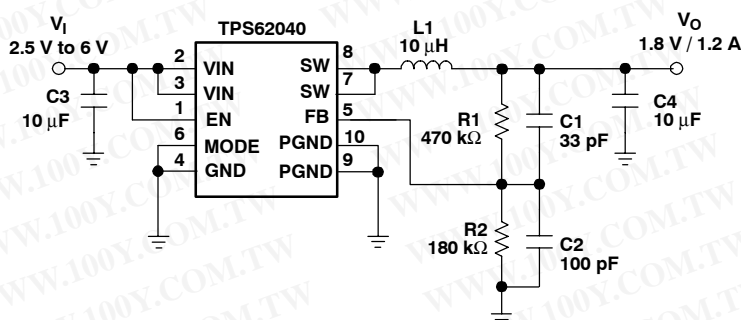 TPS62040
VI
2.5 V to 6 V
C3
10 µF
2
3
1
6
4
VIN
VIN
EN
MODE
GND
SW
SW
FB
PGND
PGND
8
7
5
10
9
L1
10 µH
VO
1.8 V / 1.2 A
R1
470 kΩ
C1
33 pF
C4
10 µF
R2
180 kΩ
C2
100 pF
WWW.100Y.COM.TW